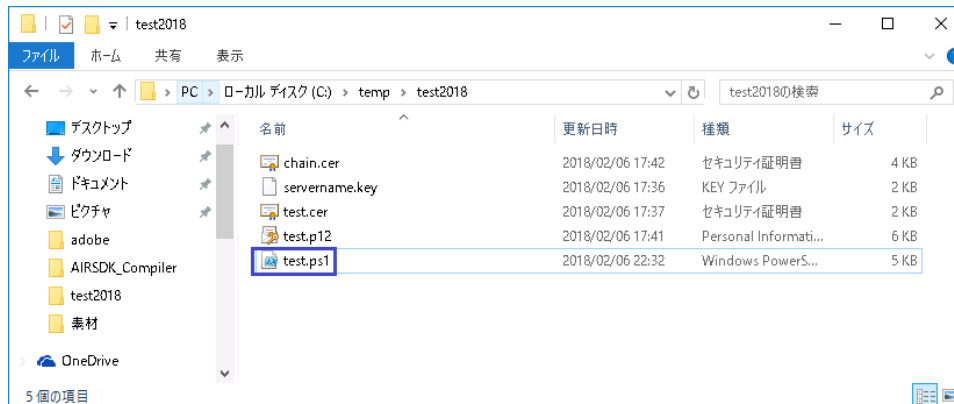 test2018
ファイル ホーム 共有 表示
PC ローカル ディスク (C:) temp test2018 test2018の検索
デスクトップ
ダウンロード
ドキュメント
ピクチャ
adobe
AIRSDK_Compiler
test2018
素材
OneDrive
名前 更新日時 種類 サイズ
chain.cer 2018/02/06 17:42 セキュリティ証明書 4 KB
servername.key 2018/02/06 17:36 KEY ファイル 2 KB
test.cer 2018/02/06 17:37 セキュリティ証明書 2 KB
test.p12 2018/02/06 17:41 Personal Informati... 6 KB
test.ps1 2018/02/06 22:32 Windows PowerS... 5 KB
5 個の項目